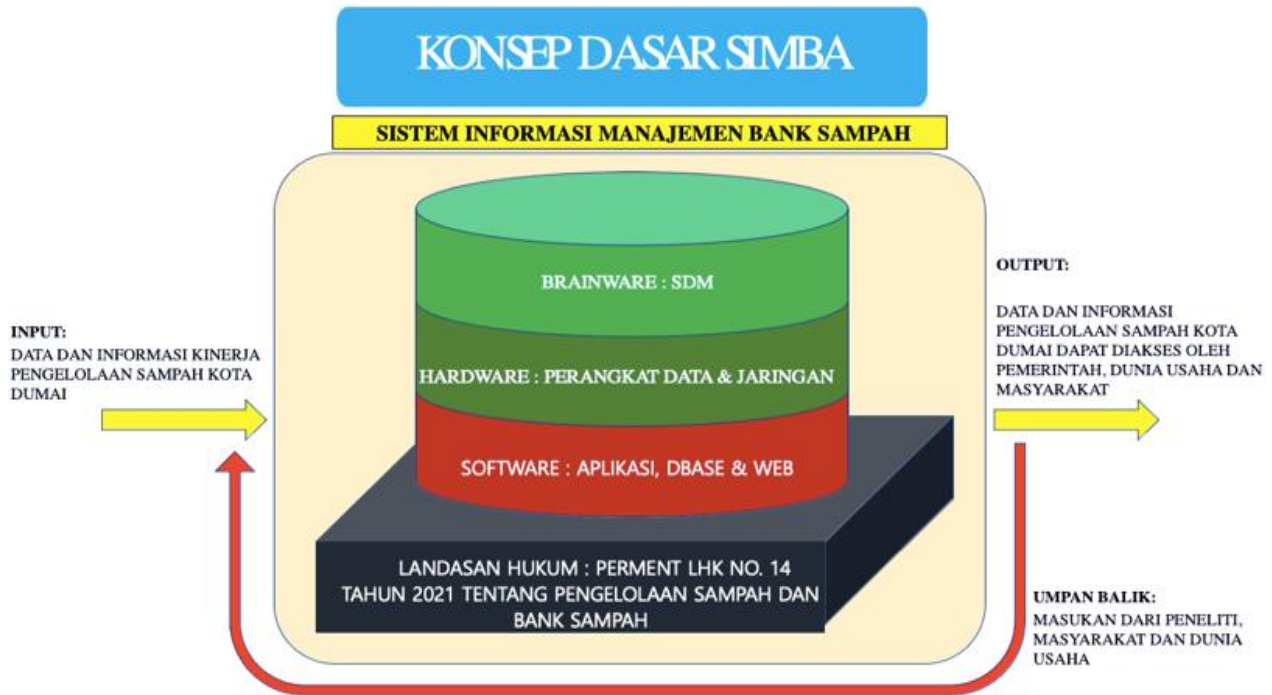 KONSEP DASAR SIMBA
SISTEM INFORMASI MANAJEMEN BANK SAMPAH
BRAINWARE : SDM
HARDWARE : PERANGKAT DATA & JARINGAN
SOFTWARE : APLIKASI, DBASE & WEB
LANDASAN HUKUM : PERMENT LHK NO. 14
TAHUN 2021 TENTANG PENGELOLAAN SAMPAH DAN
BANK SAMPAH
INPUT:
DATA DAN INFORMASI KINERJA
PENGELOLAAN SAMPAH KOTA
DUMAI
OUTPUT:
DATA DAN INFORMASI
PENGELOLAAN SAMPAH KOTA
DUMAI DAPAT DIAKSES OLEH
PEMERINTAH, DUNIA USAHA DAN
MASYARAKAT
UMPAN BALIK:
MASUKAN DARI PENELITI,
MASYARAKAT DAN DUNIA
USAHA